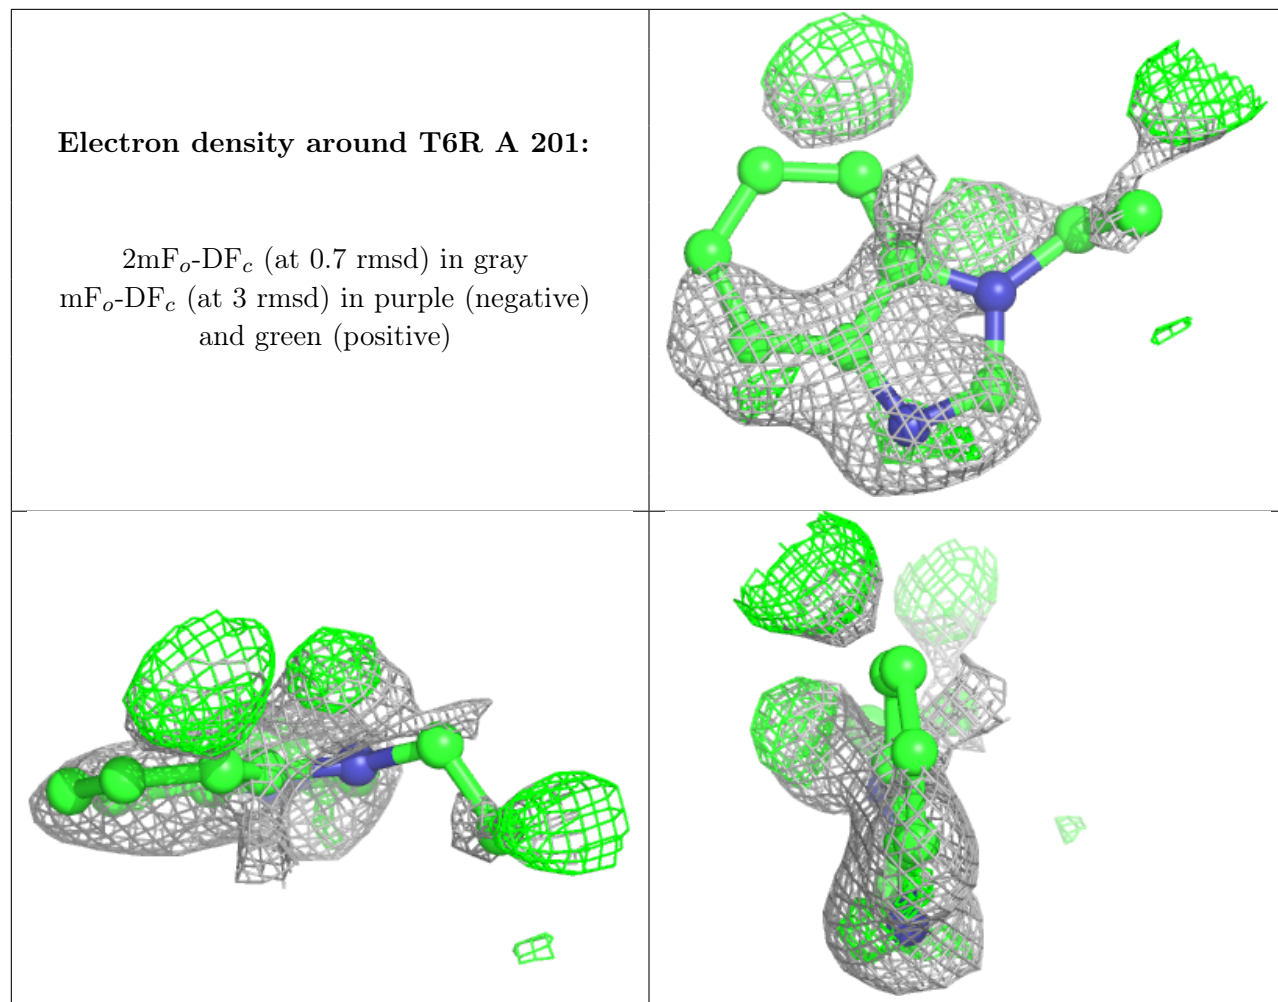 Electron density around T6R A 201:
2mFo-DFc (at 0.7 rmsd) in gray
mFo-DFc (at 3 rmsd) in purple (negative)
and green (positive)